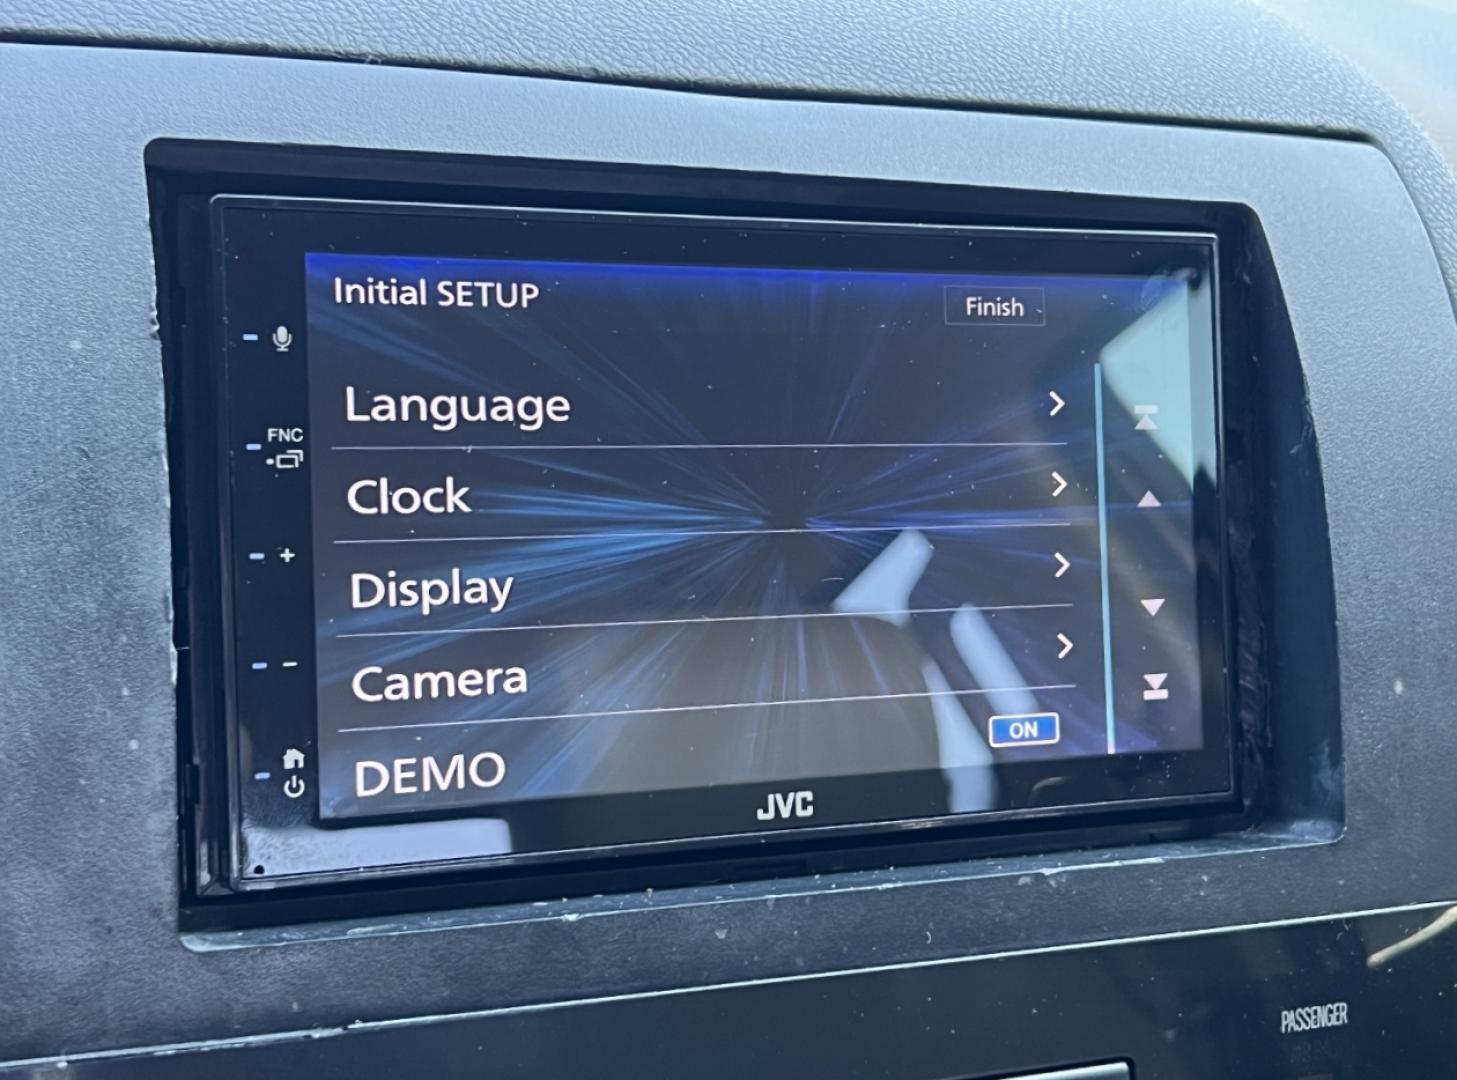 Initial SETUP
Finish
Language
FNC
Clock
Display
Camera
ON
DEMO
JVC
PASSENGER